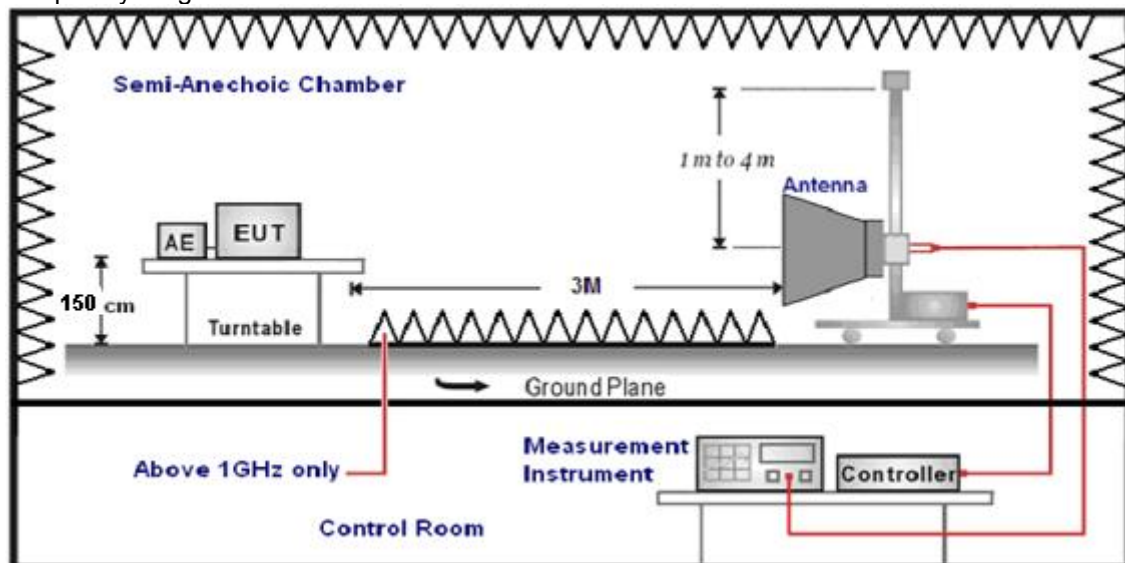 Semi-Anechoic Chamber
1 m to 4 m
Antenna
AE
EUT
150 cm
3M
Turntable
Ground Plane
Above 1GHz only
Measurement
Instrument
Controller
Control Room